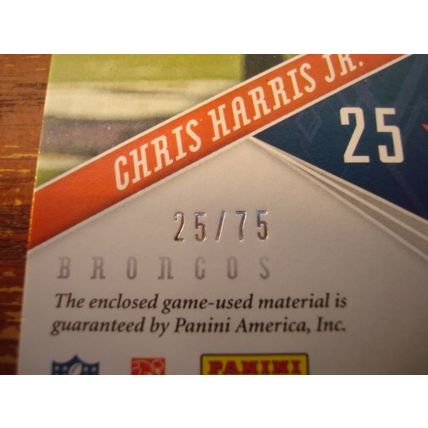 CHRIS HARRIS JR.
25
25/75
BRONCOS
The enclosed game-used material is
guaranteed by Panini America, Inc.
NFL
PANINI